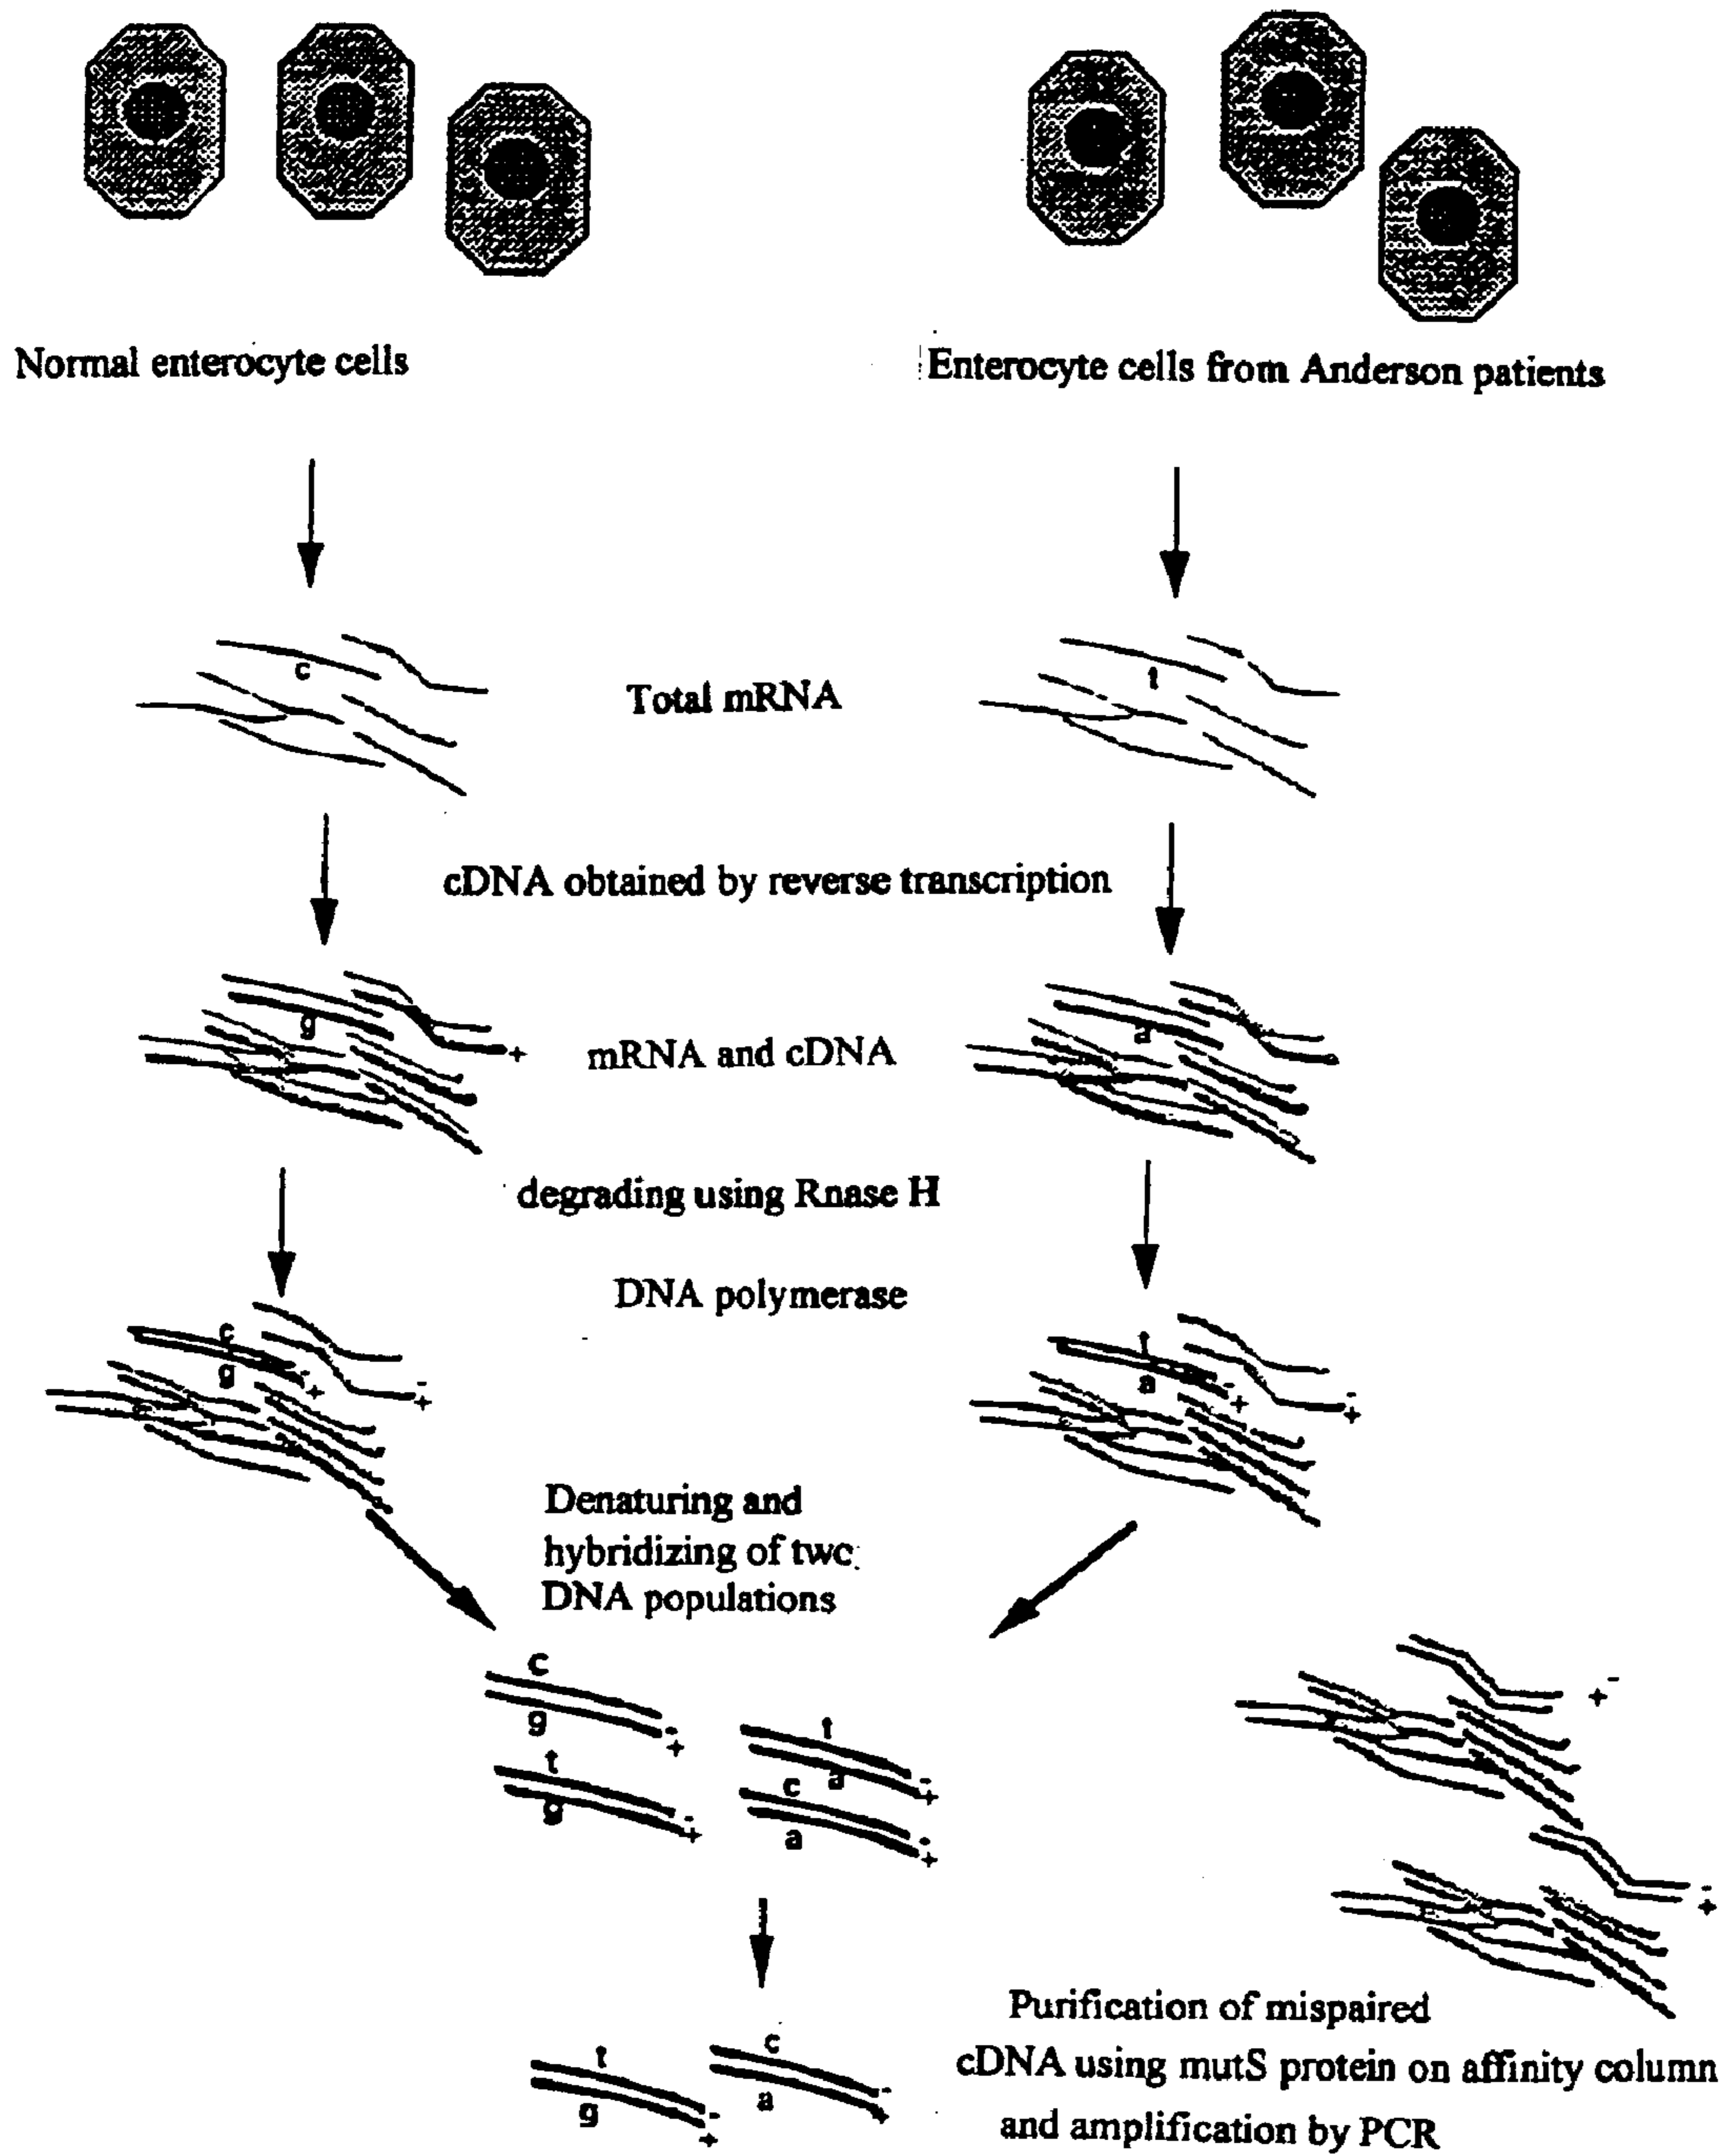 Normal enterocyte cells
Enterocyte cells from Anderson patients
c
t
Total mRNA
cDNA obtained by reverse transcription
g
a
+
mRNA and cDNA
degrading using Rnase H
DNA polymerase
c
g
-
+
-
+
t
a
-
+
-
+
Denaturing and
hybridizing of twc
DNA populations
c
g
-
+
t
a
-
+
t
g
-
+
c
a
-
+
+ -
-
+
t
g
-
+
c
a
-
+
Purification of mispaired
cDNA using mutS protein on affinity column
and amplification by PCR